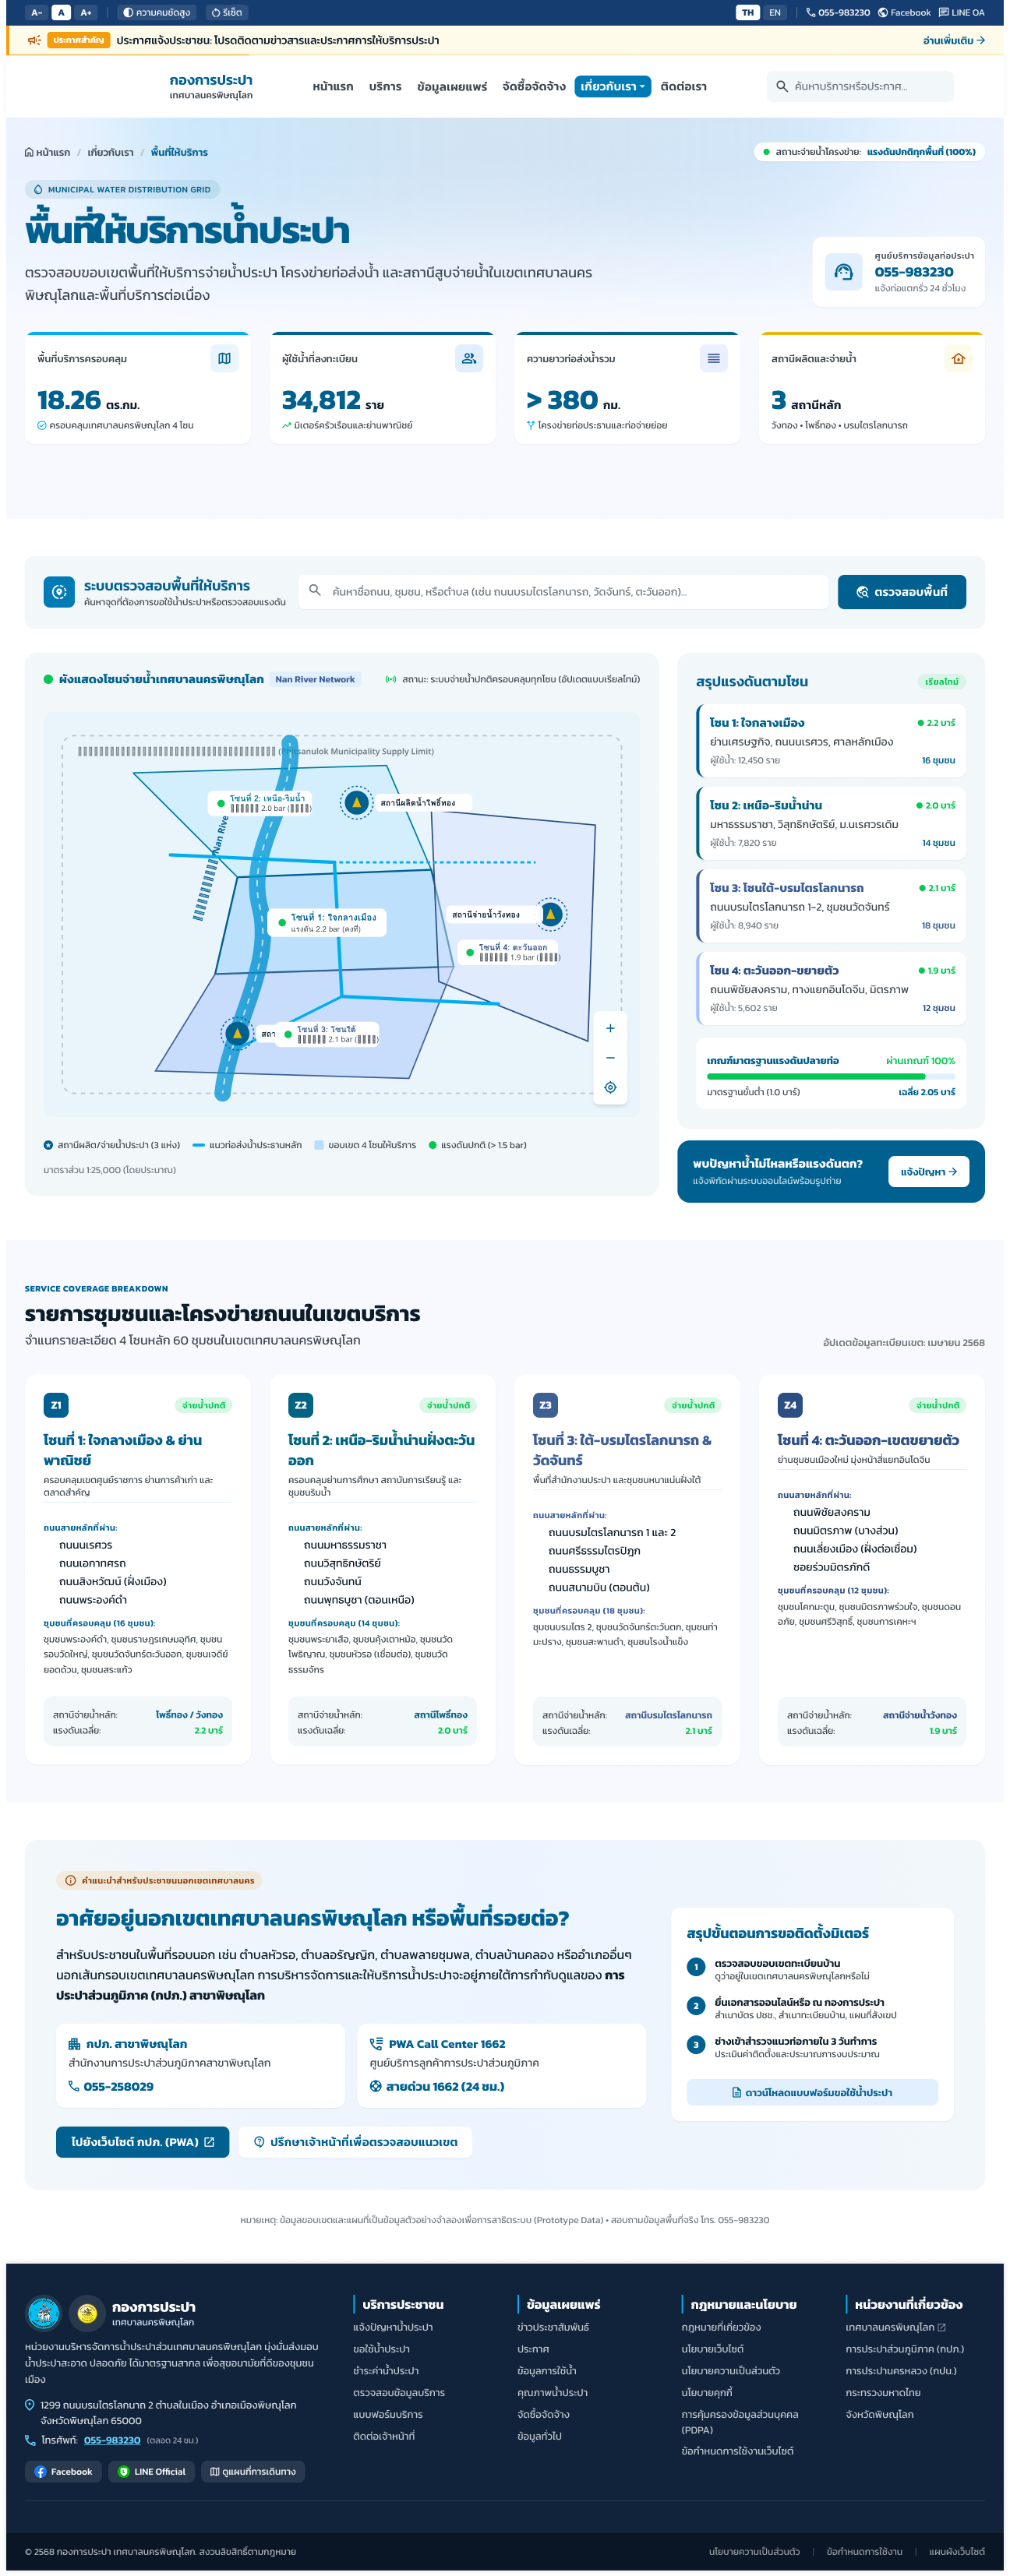 A- A A+ ความคมชัดสูง รีเซ็ต TH EN 055-983230 Facebook LINE OA
ประกาศสำคัญ ประกาศแจ้งประชาชน: โปรดติดตามข่าวสารและประกาศการให้บริการประปา อ่านเพิ่มเติม
กองการประปา
เทศบาลนครพิษณุโลก
หน้าแรก บริการ ข้อมูลเผยแพร่ จัดซื้อจัดจ้าง เกี่ยวกับเรา ติดต่อเรา
ค้นหาบริการหรือประกาศ...
หน้าแรก / เกี่ยวกับเรา / พื้นที่ให้บริการ
สถานะจ่ายน้ำโครงข่าย: แรงดันปกติทุกพื้นที่ (100%)
MUNICIPAL WATER DISTRIBUTION GRID
พื้นที่ให้บริการน้ำประปา
ตรวจสอบขอบเขตพื้นที่ให้บริการจ่ายน้ำประปา โครงข่ายท่อส่งน้ำ และสถานีสูบจ่ายน้ำในเขตเทศบาลนคร
พิษณุโลกและพื้นที่บริการต่อเนื่อง
ศูนย์บริการข้อมูลท่อประปา
055-983230
แจ้งท่อแตกรั่ว 24 ชั่วโมง
พื้นที่บริการครอบคลุม
18.26 ตร.กม.
ครอบคลุมเทศบาลนครพิษณุโลก 4 โซน
ผู้ใช้น้ำที่ลงทะเบียน
34,812 ราย
มิเตอร์ครัวเรือนและย่านพาณิชย์
ความยาวท่อส่งน้ำรวม
> 380 กม.
โครงข่ายท่อประธานและท่อจ่ายย่อย
สถานีผลิตและจ่ายน้ำ
3 สถานีหลัก
วังทอง • โพธิ์ทอง • บรมไตรโลกนารถ
ระบบตรวจสอบพื้นที่ให้บริการ
ค้นหาจุดที่ต้องการขอใช้น้ำประปาหรือตรวจสอบแรงดัน
ค้นหาชื่อถนน, ชุมชน, หรือตำบล (เช่น ถนนบรมไตรโลกนารถ, วัดจันทร์, ตะวันออก)...
ตรวจสอบพื้นที่
ผังแสดงโซนจ่ายน้ำเทศบาลนครพิษณุโลก Nan River Network
สถานะ: ระบบจ่ายน้ำปกติครอบคลุมทุกโซน (อัปเดตแบบเรียลไทม์)
(Phitsanulok Municipality Supply Limit)
โซนที่ 2: เหนือ-ริมน้ำ
2.0 bar
สถานีผลิตน้ำโพธิ์ทอง
Nan River
โซนที่ 1: ใจกลางเมือง
แรงดัน 2.2 bar (คงที่)
สถานีจ่ายน้ำวังทอง
โซนที่ 4: ตะวันออก
1.9 bar
สถา
โซนที่ 3: โซนใต้
2.1 bar
สถานีผลิต/จ่ายน้ำประปา (3 แห่ง) แนวท่อส่งน้ำประธานหลัก ขอบเขต 4 โซนให้บริการ แรงดันปกติ (> 1.5 bar)
มาตราส่วน 1:25,000 (โดยประมาณ)
สรุปแรงดันตามโซน เรียลไทม์
โซน 1: ใจกลางเมือง 2.2 บาร์
ย่านเศรษฐกิจ, ถนนนเรศวร, ศาลหลักเมือง
ผู้ใช้น้ำ: 12,450 ราย 16 ชุมชน
โซน 2: เหนือ-ริมน้ำน่าน 2.0 บาร์
มหาธรรมราชา, วิสุทธิกษัตริย์, ม.นเรศวรเดิม
ผู้ใช้น้ำ: 7,820 ราย 14 ชุมชน
โซน 3: โซนใต้-บรมไตรโลกนารถ 2.1 บาร์
ถนนบรมไตรโลกนารถ 1-2, ชุมชนวัดจันทร์
ผู้ใช้น้ำ: 8,940 ราย 18 ชุมชน
โซน 4: ตะวันออก-ขยายตัว 1.9 บาร์
ถนนพิชัยสงคราม, ทางแยกอินโดจีน, มิตรภาพ
ผู้ใช้น้ำ: 5,602 ราย 12 ชุมชน
เกณฑ์มาตรฐานแรงดันปลายท่อ ผ่านเกณฑ์ 100%
มาตรฐานขั้นต่ำ (1.0 บาร์) เฉลี่ย 2.05 บาร์
พบปัญหาน้ำไม่ไหลหรือแรงดันตก?
แจ้งพิกัดผ่านระบบออนไลน์พร้อมรูปถ่าย
แจ้งปัญหา
SERVICE COVERAGE BREAKDOWN
รายการชุมชนและโครงข่ายถนนในเขตบริการ
จำแนกรายละเอียด 4 โซนหลัก 60 ชุมชนในเขตเทศบาลนครพิษณุโลก
อัปเดตข้อมูลทะเบียนเขต: เมษายน 2568
Z1 จ่ายน้ำปกติ
โซนที่ 1: ใจกลางเมือง & ย่าน
พาณิชย์
ครอบคลุมเขตศูนย์ราชการ ย่านการค้าเก่า และ
ตลาดสำคัญ
ถนนสายหลักที่ผ่าน:
ถนนนเรศวร
ถนนเอกาทศรถ
ถนนสิงหวัฒน์ (ฝั่งเมือง)
ถนนพระองค์ดำ
ชุมชนที่ครอบคลุม (16 ชุมชน):
ชุมชนพระองค์ดำ, ชุมชนราษฎรเกษมอุทิศ, ชุมชน
รอบวัดใหญ่, ชุมชนวัดจันทร์ตะวันออก, ชุมชนเจดีย์
ยอดด้วน, ชุมชนสระแก้ว
สถานีจ่ายน้ำหลัก: โพธิ์ทอง / วังทอง
แรงดันเฉลี่ย: 2.2 บาร์
Z2 จ่ายน้ำปกติ
โซนที่ 2: เหนือ-ริมน้ำน่านฝั่งตะวัน
ออก
ครอบคลุมย่านการศึกษา สถาบันการเรียนรู้ และ
ชุมชนริมน้ำ
ถนนสายหลักที่ผ่าน:
ถนนมหาธรรมราชา
ถนนวิสุทธิกษัตริย์
ถนนวังจันทน์
ถนนพุทธบูชา (ตอนเหนือ)
ชุมชนที่ครอบคลุม (14 ชุมชน):
ชุมชนพระยาเสือ, ชุมชนคุ้งเตาหม้อ, ชุมชนวัด
โพธิญาณ, ชุมชนหัวรอ (เชื่อมต่อ), ชุมชนวัด
ธรรมจักร
สถานีจ่ายน้ำหลัก: สถานีโพธิ์ทอง
แรงดันเฉลี่ย: 2.0 บาร์
Z3 จ่ายน้ำปกติ
โซนที่ 3: ใต้-บรมไตรโลกนารถ &
วัดจันทร์
พื้นที่สำนักงานประปา และชุมชนหนาแน่นฝั่งใต้
ถนนสายหลักที่ผ่าน:
ถนนบรมไตรโลกนารถ 1 และ 2
ถนนศรีธรรมไตรปิฎก
ถนนธรรมบูชา
ถนนสนามบิน (ตอนต้น)
ชุมชนที่ครอบคลุม (18 ชุมชน):
ชุมชนบรมไตร 2, ชุมชนวัดจันทร์ตะวันตก, ชุมชนท่า
มะปราง, ชุมชนสะพานดำ, ชุมชนโรงน้ำแข็ง
สถานีจ่ายน้ำหลัก: สถานีบรมไตรโลกนารถ
แรงดันเฉลี่ย: 2.1 บาร์
Z4 จ่ายน้ำปกติ
โซนที่ 4: ตะวันออก-เขตขยายตัว
ย่านชุมชนเมืองใหม่ มุ่งหน้าสี่แยกอินโดจีน
ถนนสายหลักที่ผ่าน:
ถนนพิชัยสงคราม
ถนนมิตรภาพ (บางส่วน)
ถนนเลี่ยงเมือง (ฝั่งต่อเชื่อม)
ซอยร่วมมิตรภักดี
ชุมชนที่ครอบคลุม (12 ชุมชน):
ชุมชนโคกมะตูม, ชุมชนมิตรภาพร่วมใจ, ชุมชนดอน
อภัย, ชุมชนศรีวิสุทธิ์, ชุมชนการเคหะฯ
สถานีจ่ายน้ำหลัก: สถานีจ่ายน้ำวังทอง
แรงดันเฉลี่ย: 1.9 บาร์
คำแนะนำสำหรับประชาชนนอกเขตเทศบาลนคร
อาศัยอยู่นอกเขตเทศบาลนครพิษณุโลก หรือพื้นที่รอยต่อ?
สำหรับประชาชนในพื้นที่รอบนอก เช่น ตำบลหัวรอ, ตำบลอรัญญิก, ตำบลพลายชุมพล, ตำบลบ้านคลอง หรืออำเภออื่นๆ
นอกเส้นเขตเทศบาลนครพิษณุโลก การบริหารจัดการและให้บริการน้ำประปาจะอยู่ภายใต้การกำกับดูแลของ การ
ประปาส่วนภูมิภาค (กปภ.) สาขาพิษณุโลก
กปภ. สาขาพิษณุโลก
สำนักงานการประปาส่วนภูมิภาคสาขาพิษณุโลก
055-258029
PWA Call Center 1662
ศูนย์บริการลูกค้าการประปาส่วนภูมิภาค
สายด่วน 1662 (24 ชม.)
ไปยังเว็บไซต์ กปภ. (PWA) ปรึกษาเจ้าหน้าที่เพื่อตรวจสอบแนวเขต
สรุปขั้นตอนการขอติดตั้งมิเตอร์
1 ตรวจสอบขอบเขตทะเบียนบ้าน
ดูว่าอยู่ในเขตเทศบาลนครพิษณุโลกหรือไม่
2 ยื่นเอกสารออนไลน์หรือ ณ กองการประปา
สำเนาบัตร ปชช., สำเนาทะเบียนบ้าน, แผนที่สังเขป
3 ช่างเข้าสำรวจแนวท่อภายใน 3 วันทำการ
ประเมินค่าติดตั้งและประมาณการงบประมาณ
ดาวน์โหลดแบบฟอร์มขอใช้น้ำประปา
หมายเหตุ: ข้อมูลขอบเขตและแผนที่เป็นข้อมูลตัวอย่างจำลองเพื่อการสาธิตระบบ (Prototype Data) • สอบถามข้อมูลพื้นที่จริง โทร. 055-983230
กองการประปา
เทศบาลนครพิษณุโลก
หน่วยงานบริหารจัดการน้ำประปาส่วนเทศบาลนครพิษณุโลก มุ่งมั่นส่งมอบ
น้ำประปาสะอาด ปลอดภัย ได้มาตรฐานสากล เพื่อสุขอนามัยที่ดีของชุมชน
เมือง
1299 ถนนบรมไตรโลกนาถ 2 ตำบลในเมือง อำเภอเมืองพิษณุโลก
จังหวัดพิษณุโลก 65000
โทรศัพท์: 055-983230 (ตลอด 24 ชม.)
Facebook LINE Official ดูแผนที่การเดินทาง
บริการประชาชน
แจ้งปัญหาน้ำประปา
ขอใช้น้ำประปา
ชำระค่าน้ำประปา
ตรวจสอบข้อมูลบริการ
แบบฟอร์มบริการ
ติดต่อเจ้าหน้าที่
ข้อมูลเผยแพร่
ข่าวประชาสัมพันธ์
ประกาศ
ข้อมูลการใช้น้ำ
คุณภาพน้ำประปา
จัดซื้อจัดจ้าง
ข้อมูลทั่วไป
กฎหมายและนโยบาย
กฎหมายที่เกี่ยวข้อง
นโยบายเว็บไซต์
นโยบายความเป็นส่วนตัว
นโยบายคุกกี้
การคุ้มครองข้อมูลส่วนบุคคล
(PDPA)
ข้อกำหนดการใช้งานเว็บไซต์
หน่วยงานที่เกี่ยวข้อง
เทศบาลนครพิษณุโลก
การประปาส่วนภูมิภาค (กปภ.)
การประปานครหลวง (กปน.)
กระทรวงมหาดไทย
จังหวัดพิษณุโลก
© 2568 กองการประปา เทศบาลนครพิษณุโลก. สงวนลิขสิทธิ์ตามกฎหมาย
นโยบายความเป็นส่วนตัว | ข้อกำหนดการใช้งาน | แผนผังเว็บไซต์